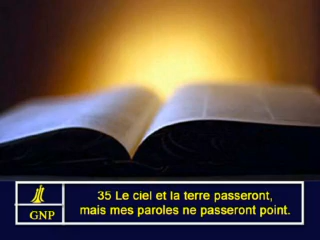 35 Le ciel et la terre passeront,
mais mes paroles ne passeront point.
GNP